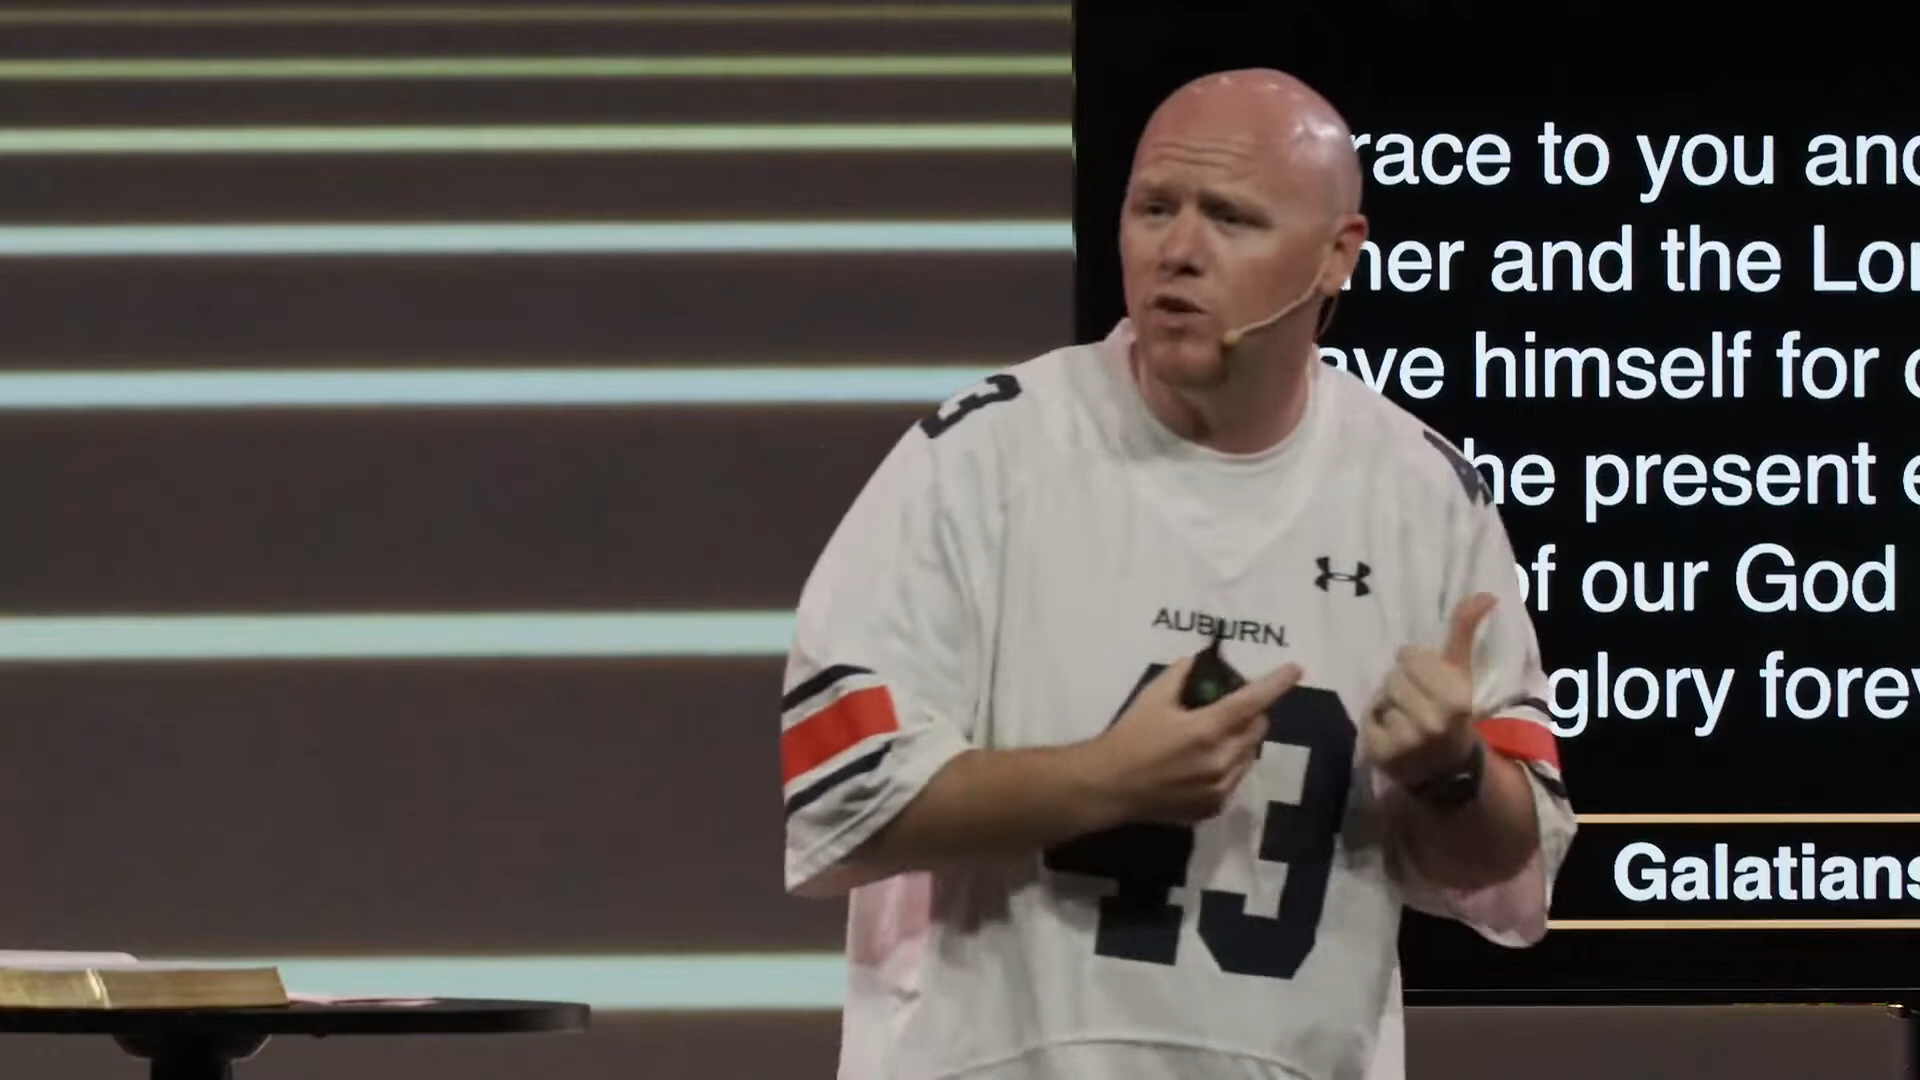 race to you and
her and the Lor
ave himself for
he present
of our God
glory forev
Galatians
3
AUBURN
43